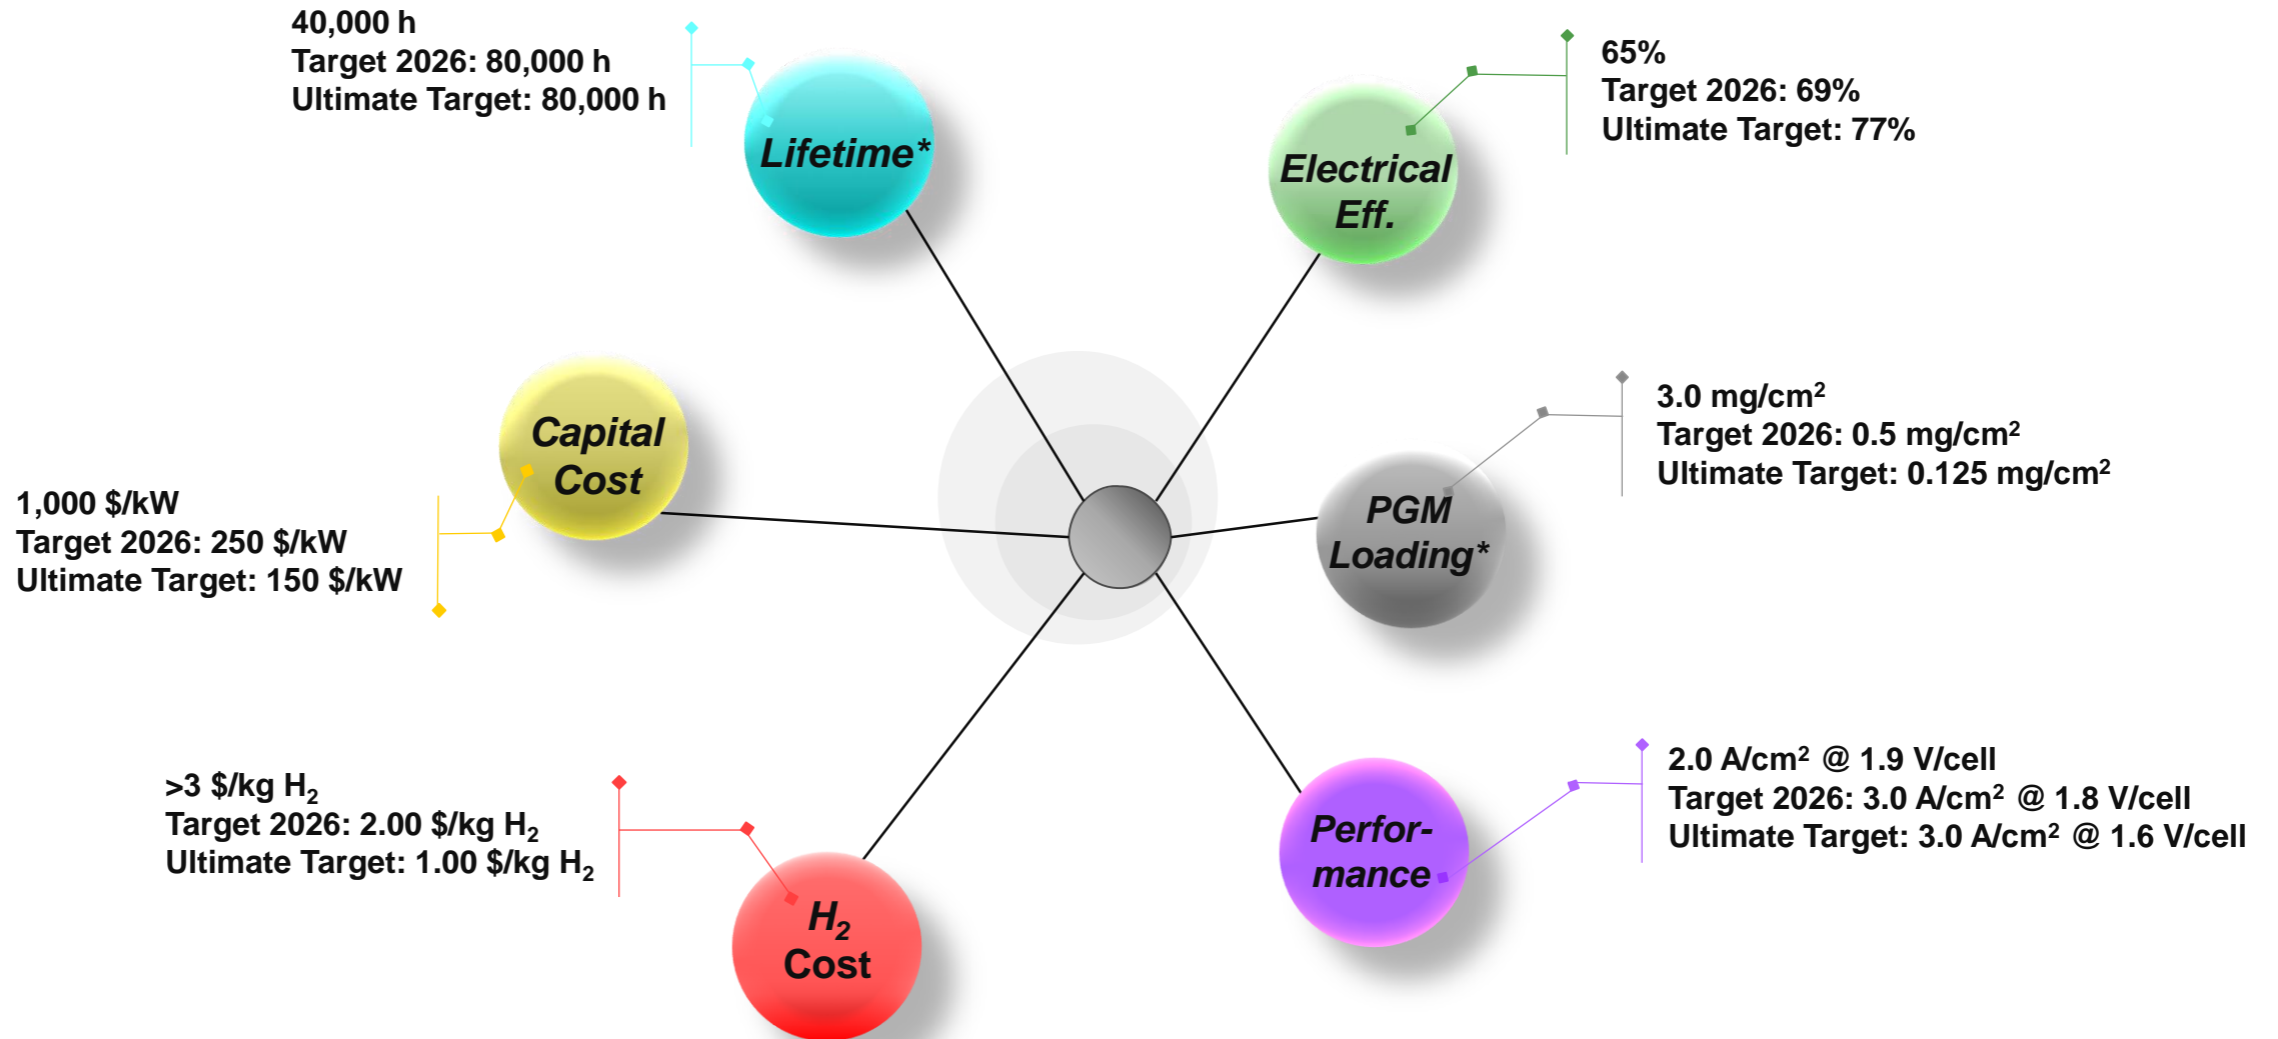 40,000 h
Target 2026: 80,000 h
Ultimate Target: 80,000 h
Lifetime*
65%
Target 2026: 69%
Ultimate Target: 77%
Electrical
Eff.
1,000 $/kW
Target 2026: 250 $/kW
Ultimate Target: 150 $/kW
Capital
Cost
3.0 mg/cm²
Target 2026: 0.5 mg/cm²
Ultimate Target: 0.125 mg/cm²
PGM
Loading*
>3 $/kg H₂
Target 2026: 2.00 $/kg H₂
Ultimate Target: 1.00 $/kg H₂
H₂
Cost
2.0 A/cm² @ 1.9 V/cell
Target 2026: 3.0 A/cm² @ 1.8 V/cell
Ultimate Target: 3.0 A/cm² @ 1.6 V/cell
Perfor-
mance